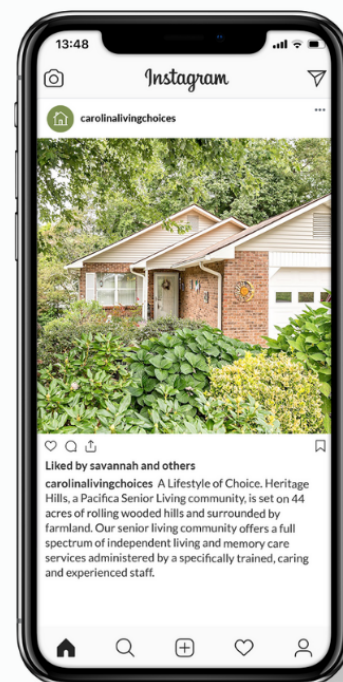 13:48
Instagram
carolinalivingchoices
Liked by savannah and others
carolinalivingchoices A Lifestyle of Choice. Heritage
Hills, a Pacifica Senior Living community, is set on 44
acres of rolling wooded hills and surrounded by
farmland. Our senior living community offers a full
spectrum of independent living and memory care
services administered by a specifically trained, caring
and experienced staff.